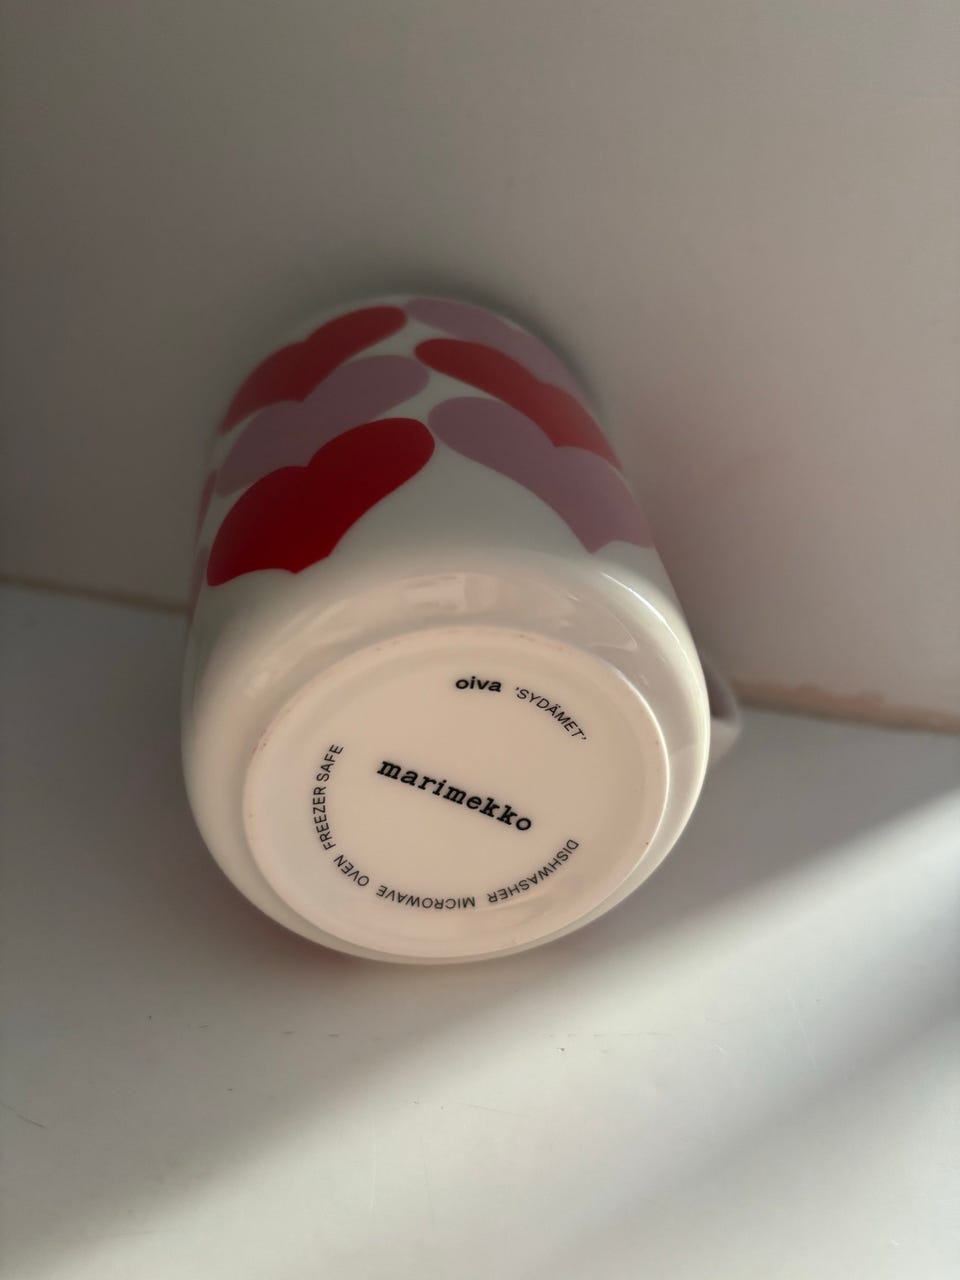 oiva 'SYDÄMET'
marimekko
DISHWASHER MICROWAVE OVEN FREEZER SAFE